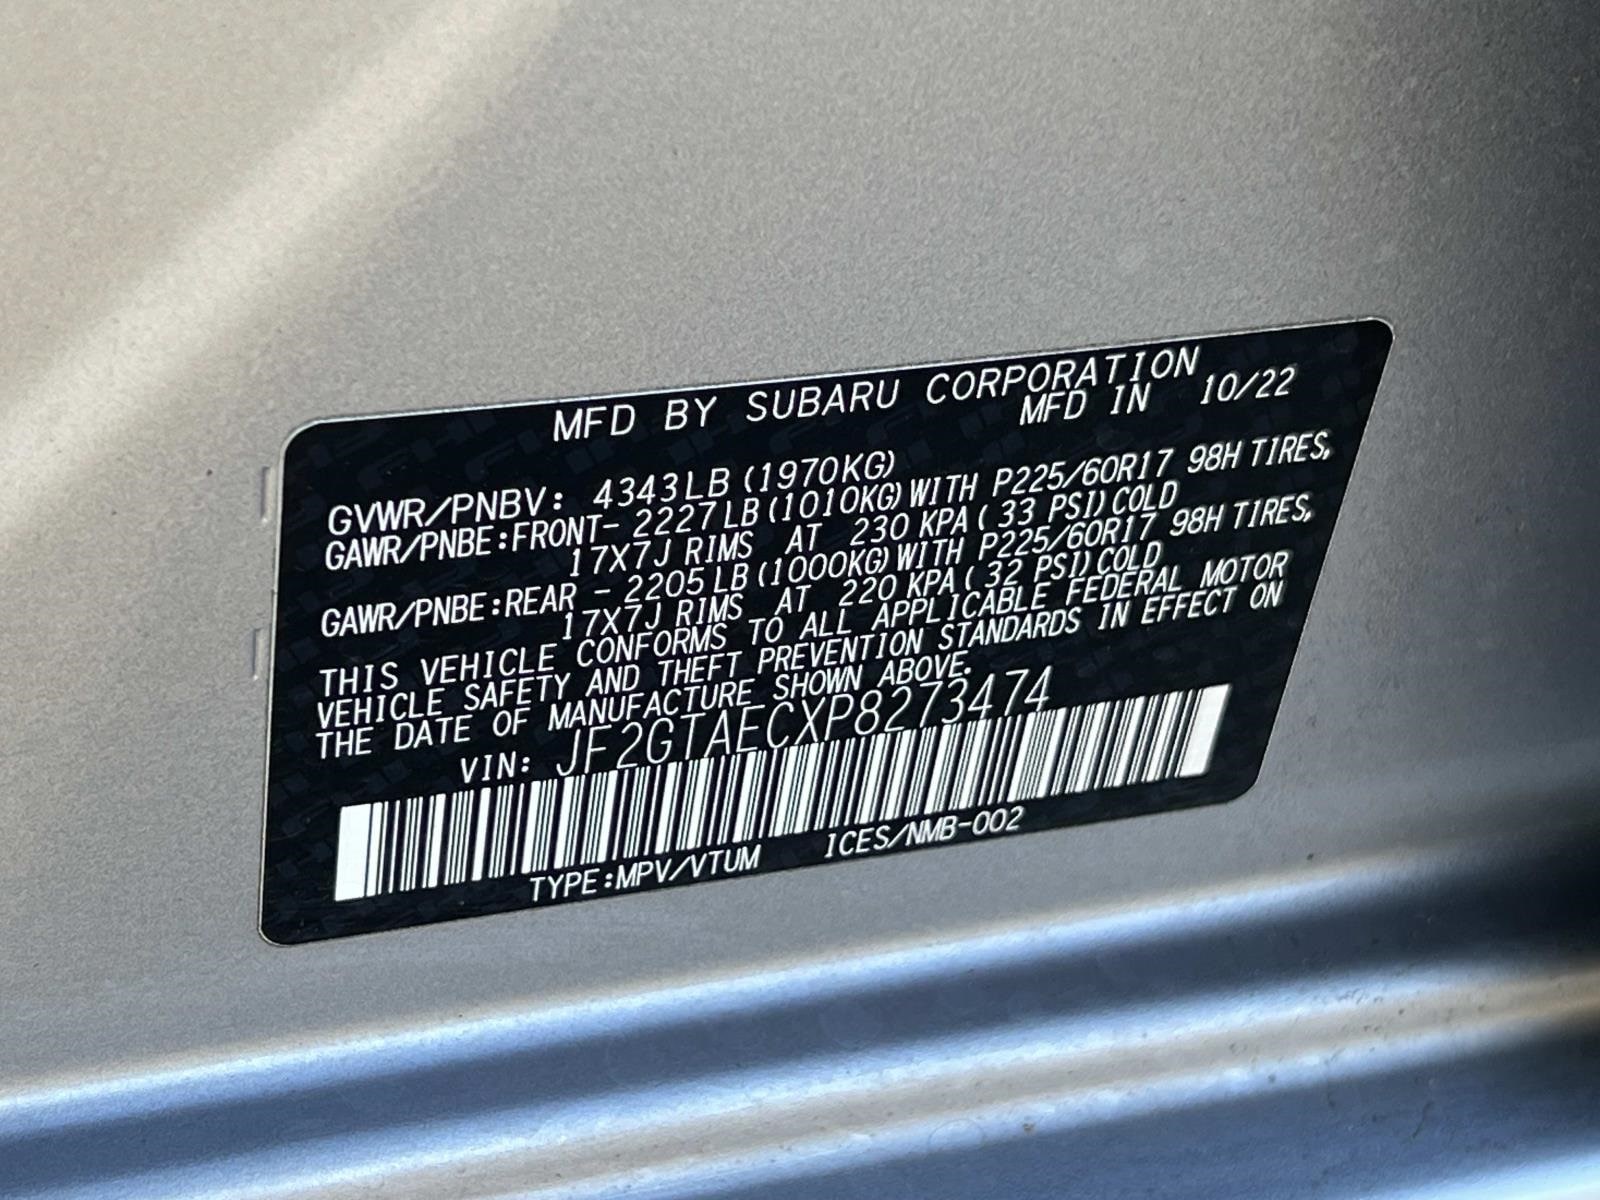 MFD BY SUBARU CORPORATION
MFD IN 10/22
GVWR/PNBV: 4343LB (1970KG)
GAWR/PNBE:FRONT- 2227LB (1010KG) WITH P225/60R17 98H TIRES,
17X7J RIMS AT 230 KPA ( 33 PSI) COLD
GAWR/PNBE:REAR - 2205LB (1000KG) WITH P225/60R17 98H TIRES,
17X7J RIMS AT 220 KPA ( 32 PSI) COLD
THIS VEHICLE CONFORMS TO ALL APPLICABLE FEDERAL MOTOR
VEHICLE SAFETY AND THEFT PREVENTION STANDARDS IN EFFECT ON
THE DATE OF MANUFACTURE SHOWN ABOVE.
VIN: JF2GTAECXP8273474
TYPE:MPV/VTUM ICES/NMB-002